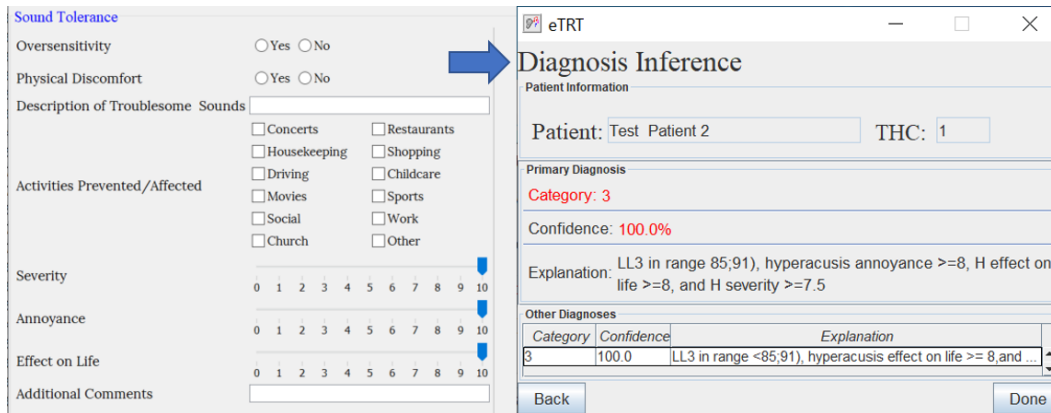 Sound Tolerance
Oversensitivity Yes No
Physical Discomfort Yes No
Description of Troublesome Sounds
Activities Prevented/Affected
Concerts Restaurants
Housekeeping Shopping
Driving Childcare
Movies Sports
Social Work
Church Other
Severity
0 1 2 3 4 5 6 7 8 9 10
Annoyance
0 1 2 3 4 5 6 7 8 9 10
Effect on Life
0 1 2 3 4 5 6 7 8 9 10
Additional Comments
eTRT
Diagnosis Inference
Patient Information
Patient: Test Patient 2 THC: 1
Primary Diagnosis
Category: 3
Confidence: 100.0%
Explanation: LL3 in range 85;91), hyperacusis annoyance >=8, H effect on
life >=8, and H severity >=7.5
Other Diagnoses
Category Confidence Explanation
3 100.0 LL3 in range <85;91), hyperacusis effect on life >= 8,and ...
Back Done